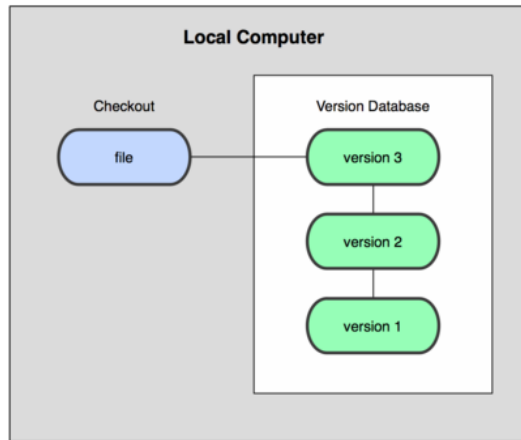 Local Computer
Checkout
Version Database
file
version 3
version 2
version 1